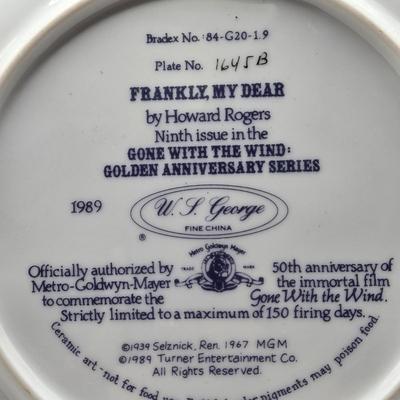 Bradex No.: 84-G20-1.9
Plate No. 1645B
FRANKLY, MY DEAR
by Howard Rogers
Ninth issue in the
GONE WITH THE WIND:
GOLDEN ANNIVERSARY SERIES
1989
W. S. George
FINE CHINA
®
Metro Goldwyn Mayer
TRADE MARK
Officially authorized by
Metro-Goldwyn-Mayer
to commemorate the
50th anniversary of
the immortal film
Gone With the Wind.
Strictly limited to a maximum of 150 firing days.
©1939 Selznick, Ren. 1967 MGM
©1989 Turner Entertainment Co.
All Rights Reserved.
Ceramic art-not for food use. pigments may poison food.